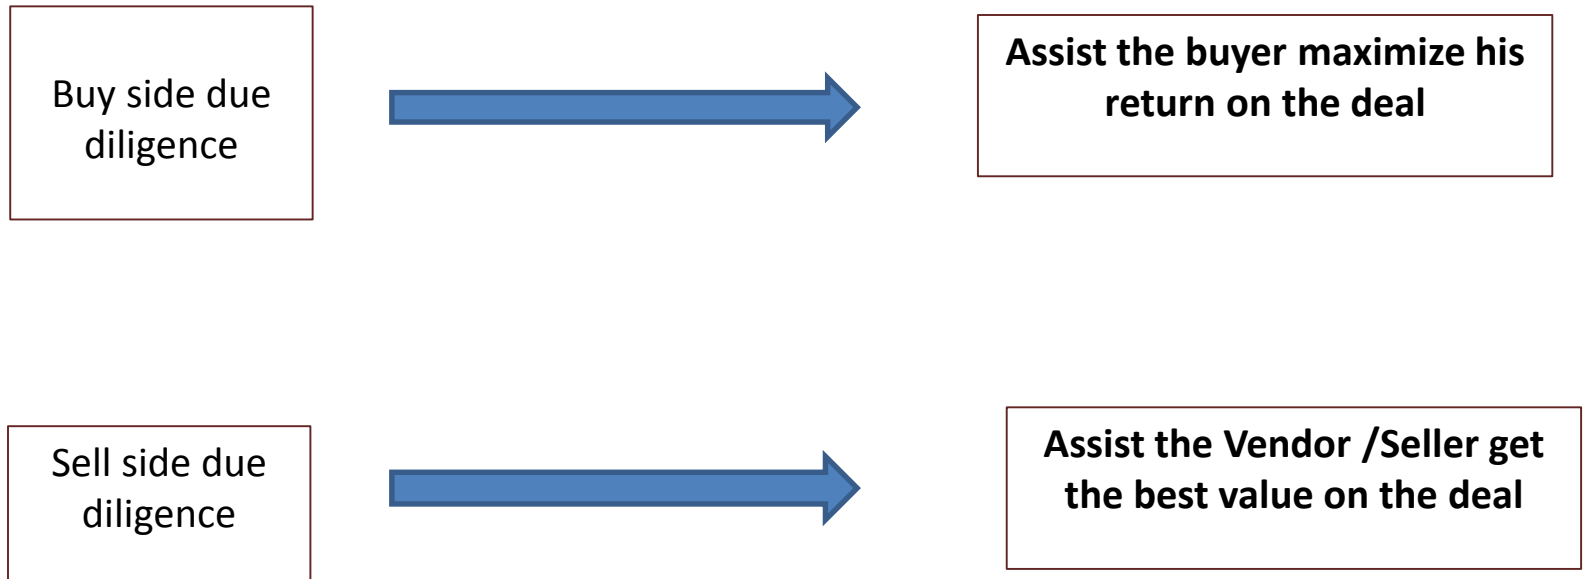 Buy side due
diligence
Assist the buyer maximize his
return on the deal
Sell side due
diligence
Assist the Vendor /Seller get
the best value on the deal